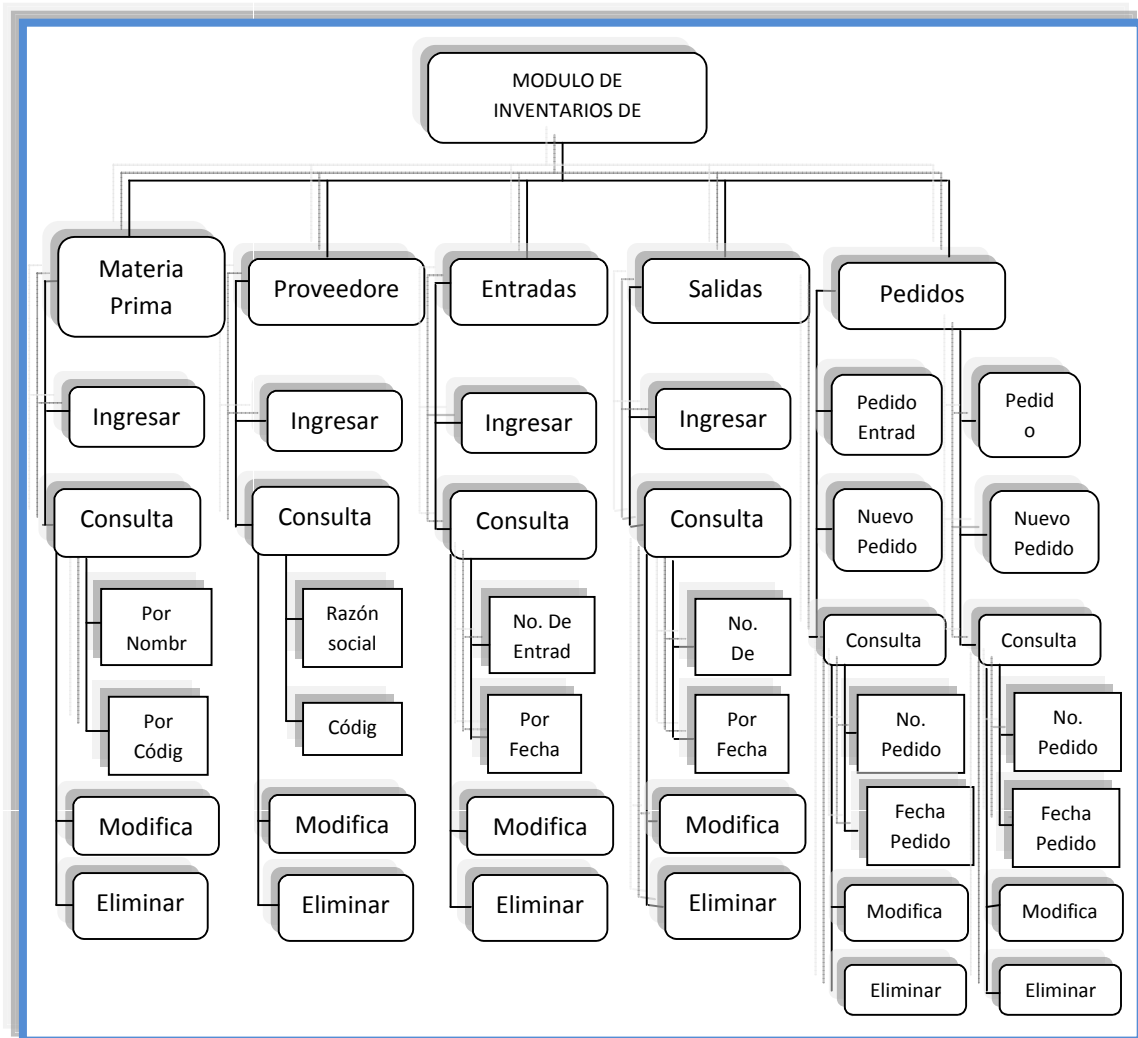 MODULO DE
INVENTARIOS DE
Materia
Prima
Proveedore
Entradas
Salidas
Pedidos
Ingresar
Ingresar
Ingresar
Ingresar
Pedido
Entrad
Pedid
o
Consulta
Consulta
Consulta
Consulta
Nuevo
Pedido
Nuevo
Pedido
Por
Nombr
Razón
social
No. De
Entrad
No.
De
Consulta
Consulta
Por
Códig
Códig
Por
Fecha
Por
Fecha
No.
Pedido
No.
Pedido
Fecha
Pedido
Fecha
Pedido
Modifica
Modifica
Modifica
Modifica
Eliminar
Eliminar
Eliminar
Eliminar
Modifica
Modifica
Eliminar
Eliminar